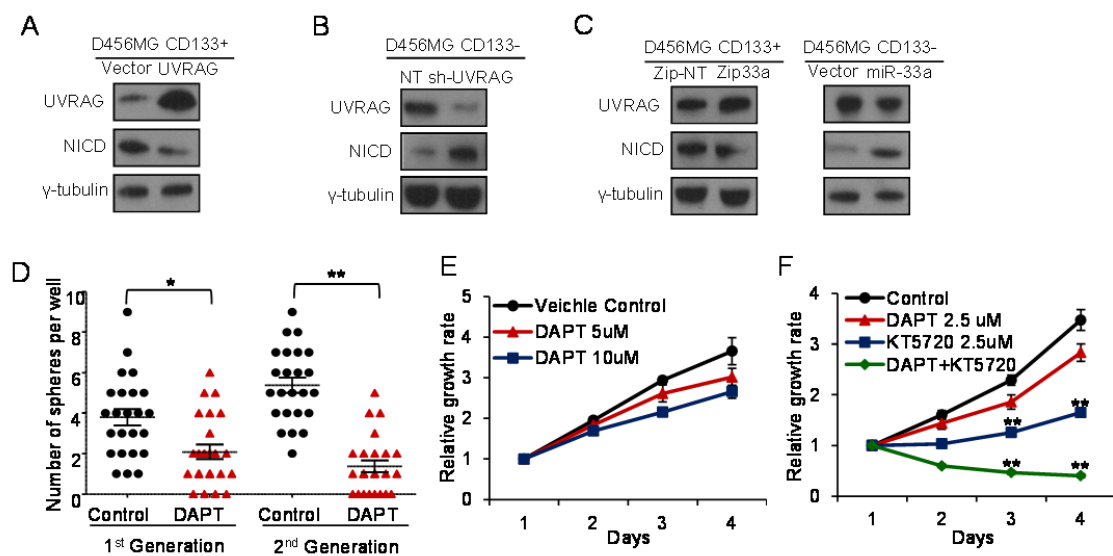 A
D456MG CD133+
Vector UVRAG
UVRAG
NICD
γ-tubulin
B
D456MG CD133-
NT sh-UVRAG
UVRAG
NICD
γ-tubulin
C
D456MG CD133+
Zip-NT Zip33a
D456MG CD133-
Vector miR-33a
UVRAG
NICD
γ-tubulin
D
Number of spheres per well
10
8
6
4
2
0
*
**
Control DAPT Control DAPT
1st Generation 2nd Generation
E
Relative growth rate
5
4
3
2
1
0
Veichle Control
DAPT 5uM
DAPT 10uM
1 2 3 4
Days
F
Relative growth rate
4
3
2
1
0
Control
DAPT 2.5 uM
KT5720 2.5uM
DAPT+KT5720
**
**
**
**
1 2 3 4
Days